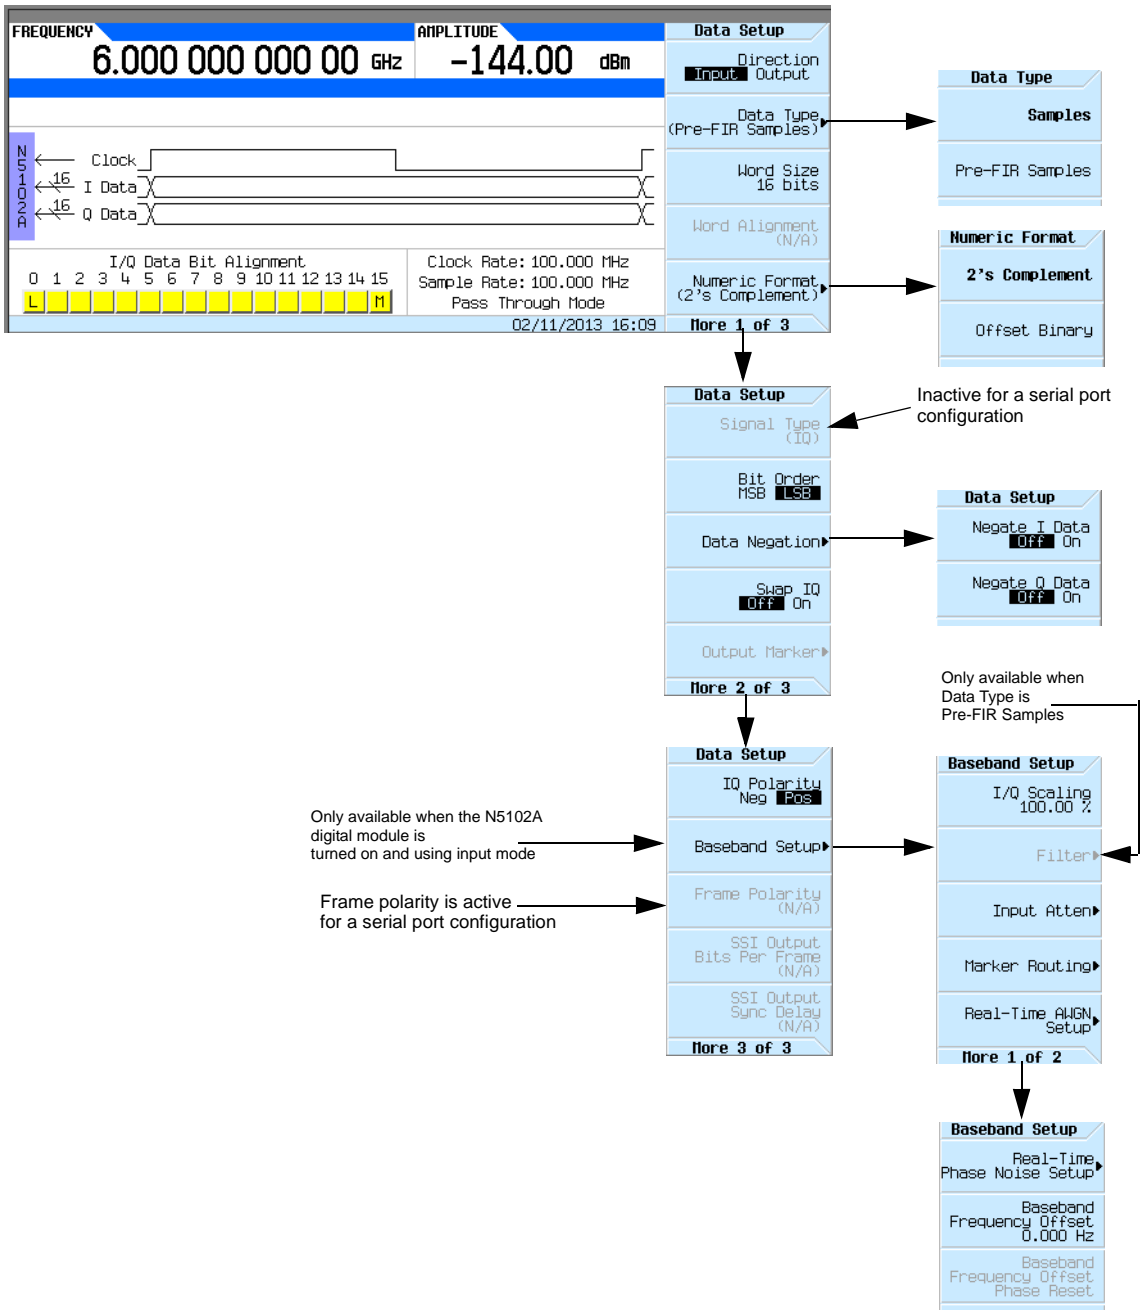 FREQUENCY
6.000 000 000 00 GHz
AMPLITUDE
-144.00 dBm
N5102A
Clock
16
I Data
16
Q Data
I/Q Data Bit Alignment
0 1 2 3 4 5 6 7 8 9 10 11 12 13 14 15
L
M
Clock Rate: 100.000 MHz
Sample Rate: 100.000 MHz
Pass Through Mode
02/11/2013 16:09
Data Setup
Direction
Input Output
Data Type
(Pre-FIR Samples)
Word Size
16 bits
Word Alignment
(N/A)
Numeric Format
(2's Complement)
More 1 of 3
Data Type
Samples
Pre-FIR Samples
Numeric Format
2's Complement
Offset Binary
Data Setup
Signal Type
(IQ)
Bit Order
MSB LSB
Data Negation
Swap IQ
Off On
Output Marker
More 2 of 3
Inactive for a serial port
configuration
Data Setup
Negate I Data
Off On
Negate Q Data
Off On
Only available when
Data Type is
Pre-FIR Samples
Data Setup
IQ Polarity
Neg Pos
Baseband Setup
Frame Polarity
(N/A)
SSI Output
Bits Per Frame
(N/A)
SSI Output
Sync Delay
(N/A)
More 3 of 3
Only available when the N5102A
digital module is
turned on and using input mode
Frame polarity is active
for a serial port configuration
Baseband Setup
I/Q Scaling
100.00 %
Filter
Input Atten
Marker Routing
Real-Time AWGN
Setup
More 1 of 2
Baseband Setup
Real-Time
Phase Noise Setup
Baseband
Frequency Offset
0.000 Hz
Baseband
Frequency Offset
Phase Reset